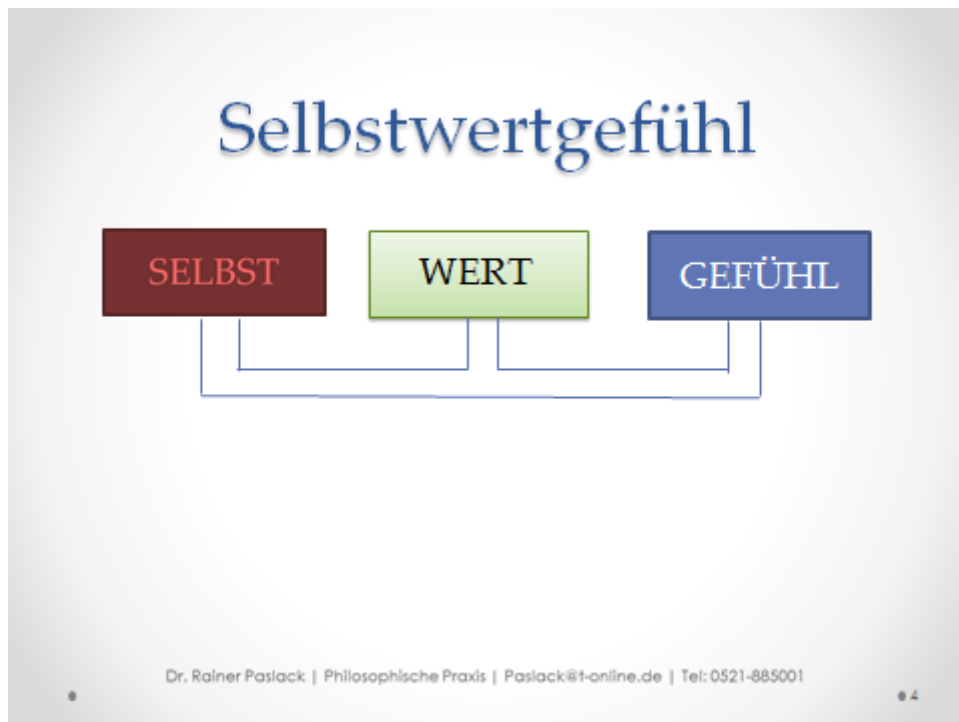 Selbstwertgefühl
SELBST WERT GEFÜHL
Dr. Rainer Paslack | Philosophische Praxis | Paslack@t-online.de | Tel: 0521-885001
4